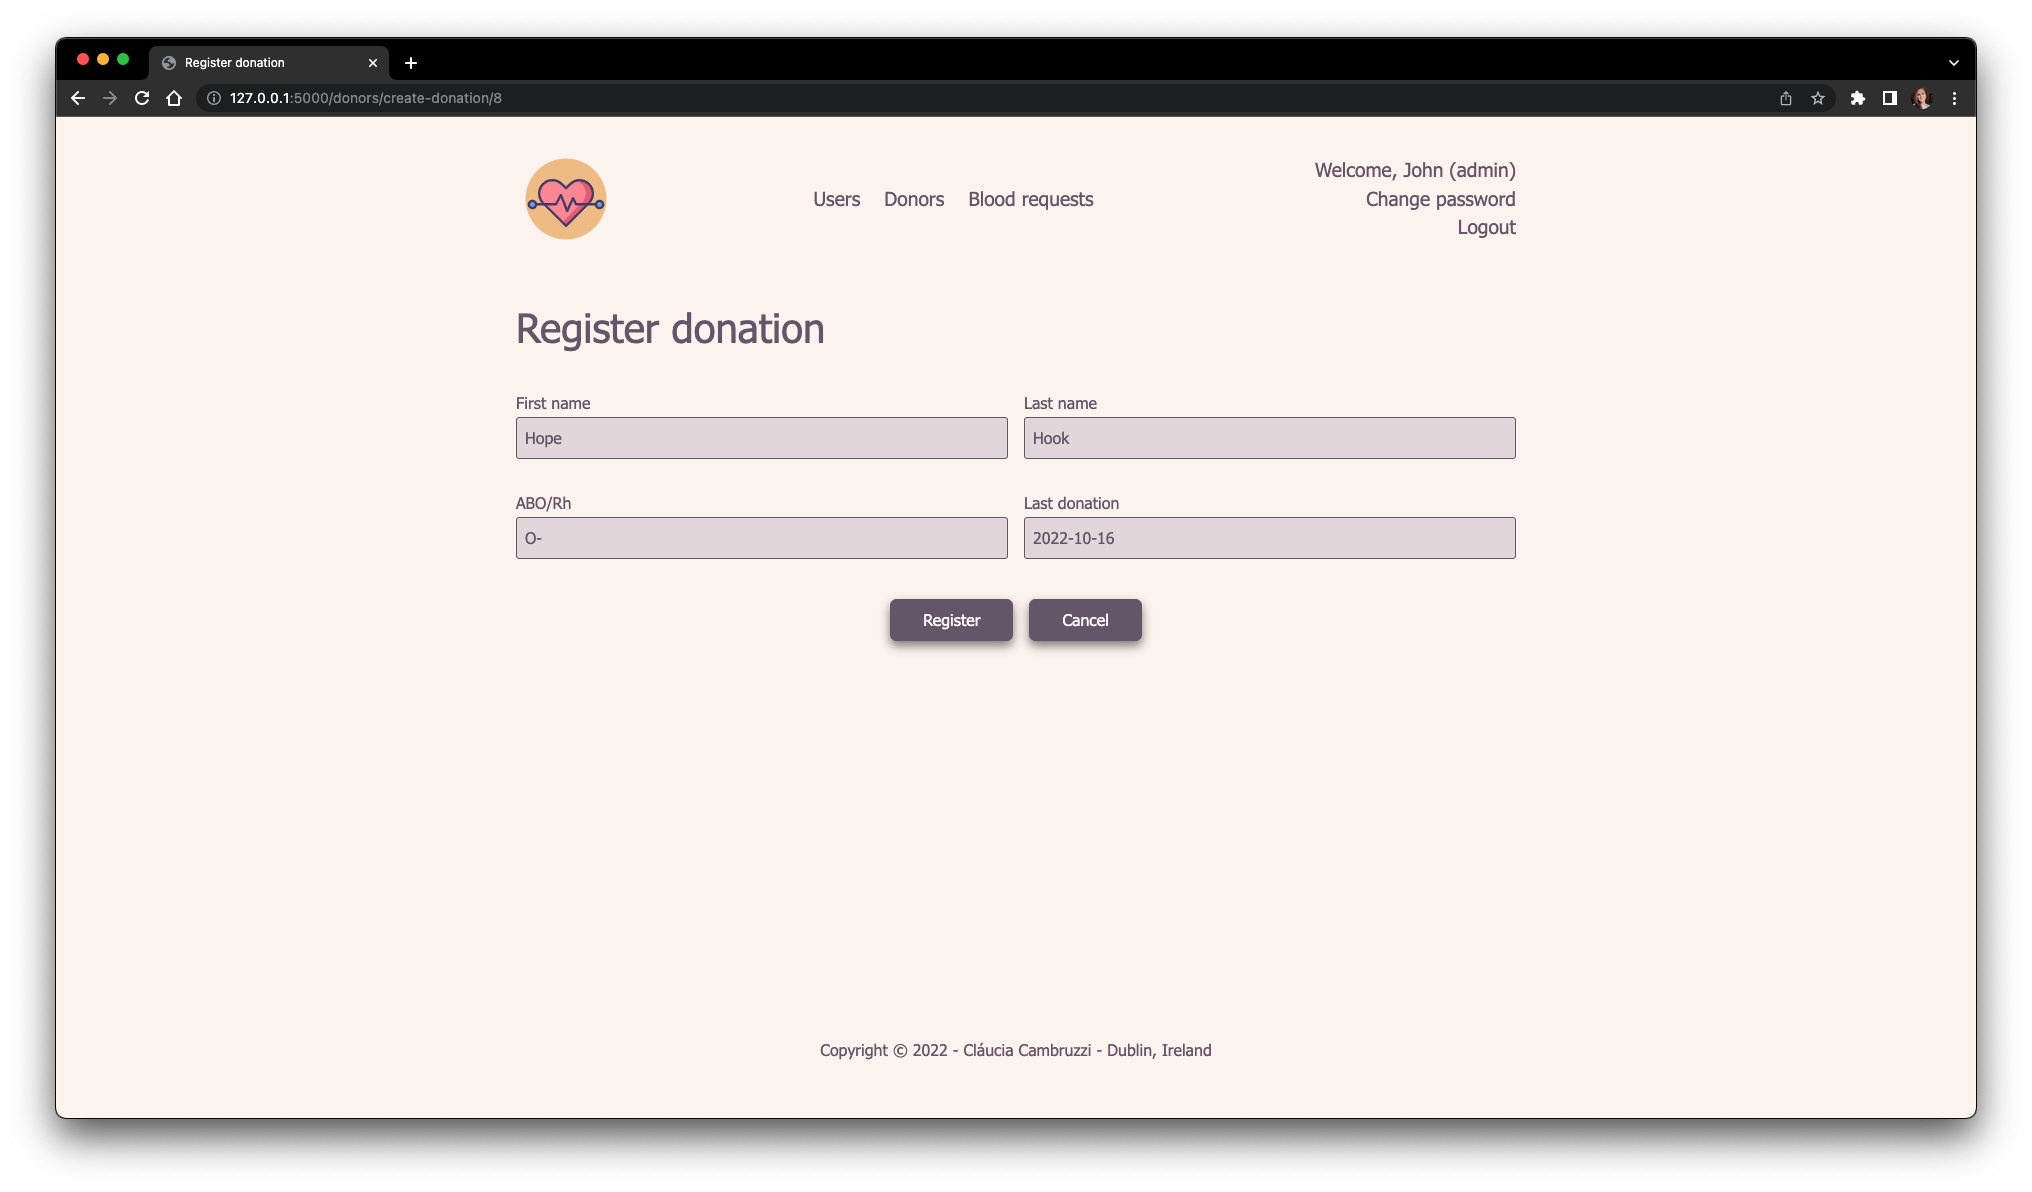 Register donation
127.0.0.1:5000/donors/create-donation/8
Welcome, John (admin)
Users Donors Blood requests
Change password
Logout
Register donation
First name Last name
Hope Hook
ABO/Rh Last donation
O- 2022-10-16
Register Cancel
Copyright © 2022 - Cláucia Cambruzzi - Dublin, Ireland